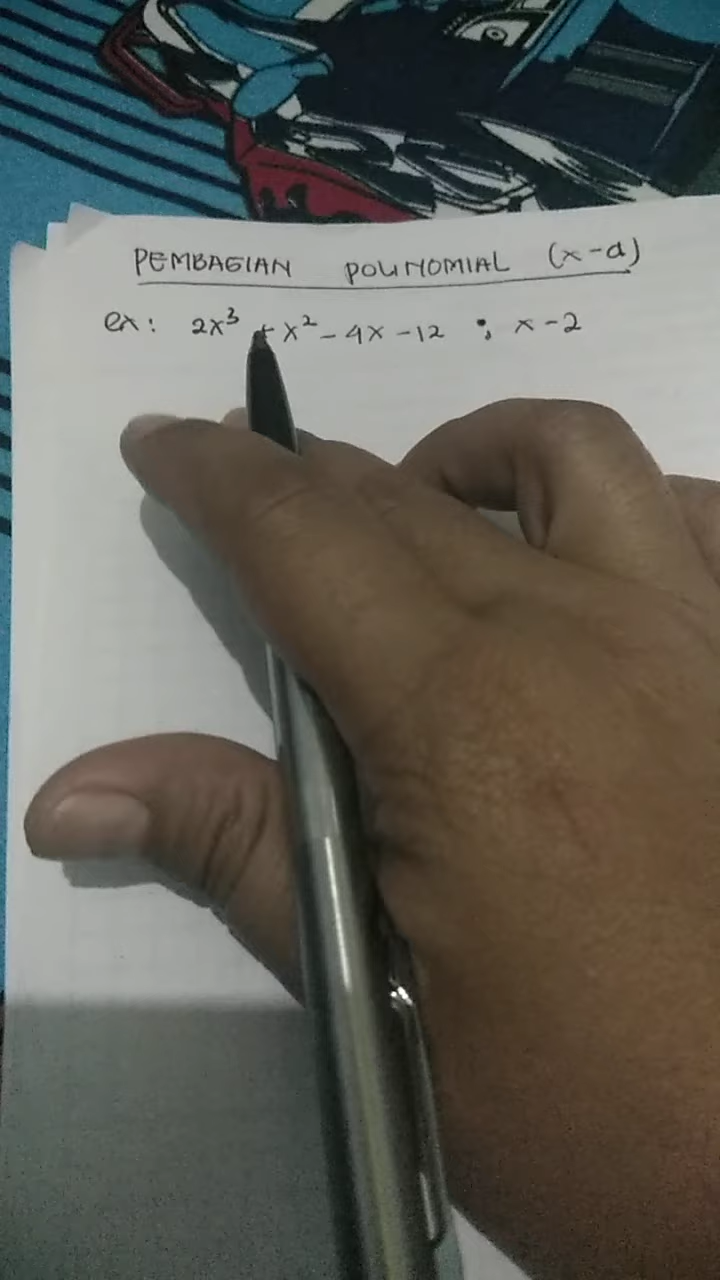 PEMBAGIAN POLINOMIAL (x-a)
ex: 2x³ + x² - 4x - 12 ; x - 2